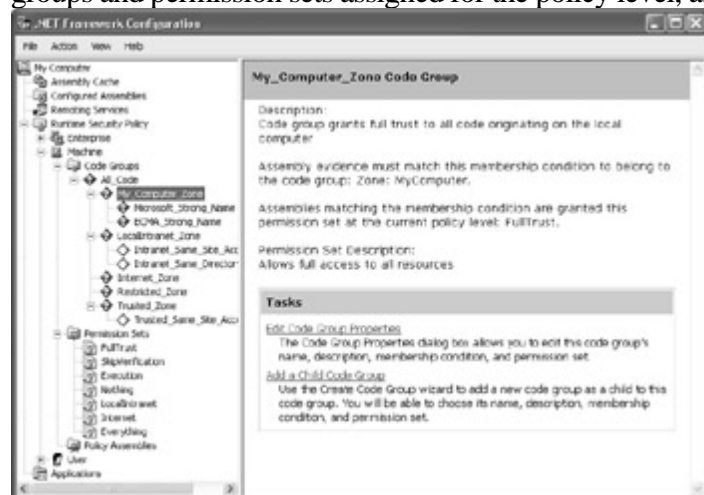 groups and permission sets assigned for the policy level, a
.NET Framework Configuration
File Action View Help
My Computer
Assembly Cache
Configured Assemblies
Remoting Services
Runtime Security Policy
Enterprise
Machine
Code Groups
All_Code
My_Computer_Zone
Microsoft_Strong_Name
ECMA_Strong_Name
LocalIntranet_Zone
Intranet_Same_Site_Acc
Intranet_Same_Director
Internet_Zone
Restricted_Zone
Trusted_Zone
Trusted_Same_Site_Acc
Permission Sets
FullTrust
SkipVerification
Execution
Nothing
LocalIntranet
Internet
Everything
Policy Assemblies
User
Applications
My_Computer_Zone Code Group
Description:
Code group grants full trust to all code originating on the local
computer
Assembly evidence must match this membership condition to belong to
the code group: Zone: MyComputer.
Assemblies matching the membership condition are granted this
permission set at the current policy level: FullTrust.
Permission Set Description:
Allows full access to all resources
Tasks
Edit Code Group Properties
The Code Group Properties dialog box allows you to edit this code group's
name, description, membership condition, and permission set.
Add a Child Code Group
Use the Create Code Group wizard to add a new code group as a child to this
code group. You will be able to choose its name, description, membership
condition, and permission set.